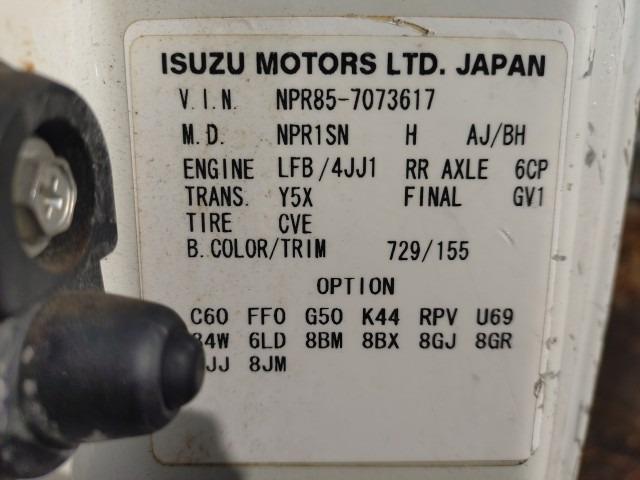 ISUZU MOTORS LTD. JAPAN
V.I.N. NPR85-7073617
M.D. NPR1SN H AJ/BH
ENGINE LFB/4JJ1 RR AXLE 6CP
TRANS. Y5X FINAL GV1
TIRE CVE
B.COLOR/TRIM 729/155
OPTION
C60 FF0 G50 K44 RPV U69
6LD 8BM 8BX 8GJ 8GR
8JM